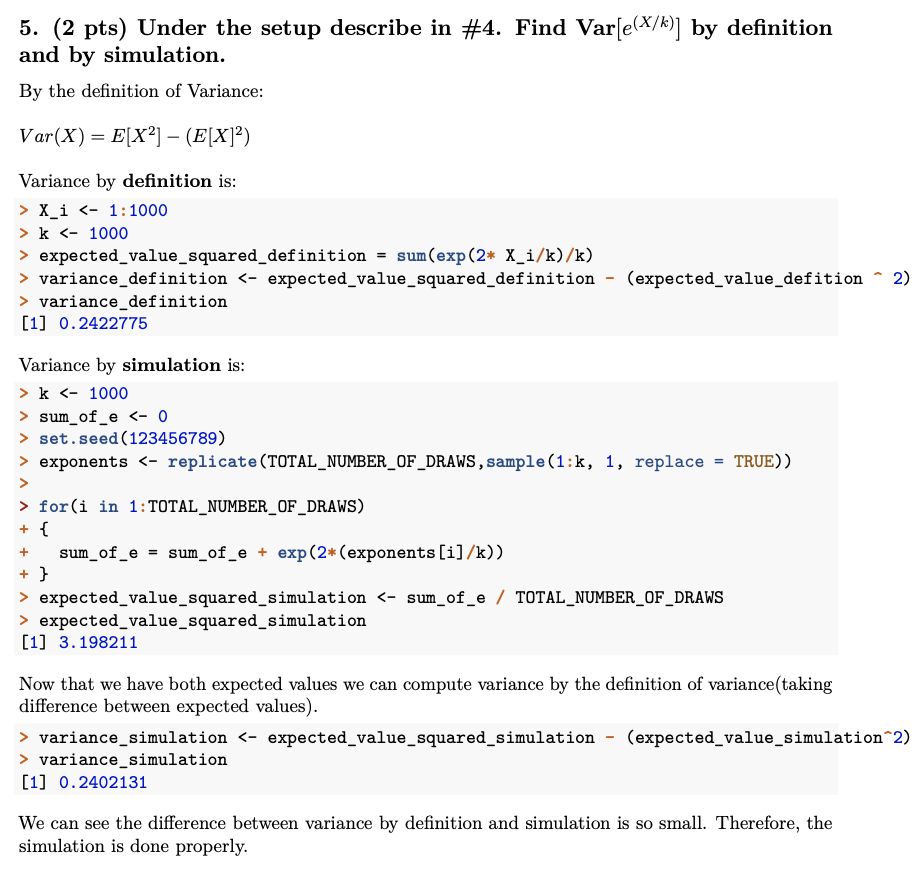 5. (2 pts) Under the setup describe in #4. Find Var[e^(X/k)] by definition
and by simulation.
By the definition of Variance:
Var(X) = E[X²] − (E[X]²)
Variance by definition is:
> X_i <- 1:1000
> k <- 1000
> expected_value_squared_definition = sum(exp(2* X_i/k)/k)
> variance_definition <- expected_value_squared_definition - (expected_value_defition ^ 2)
> variance_definition
[1] 0.2422775
Variance by simulation is:
> k <- 1000
> sum_of_e <- 0
> set.seed(123456789)
> exponents <- replicate(TOTAL_NUMBER_OF_DRAWS,sample(1:k, 1, replace = TRUE))
>
> for(i in 1:TOTAL_NUMBER_OF_DRAWS)
+ {
+   sum_of_e = sum_of_e + exp(2*(exponents[i]/k))
+ }
> expected_value_squared_simulation <- sum_of_e / TOTAL_NUMBER_OF_DRAWS
> expected_value_squared_simulation
[1] 3.198211
Now that we have both expected values we can compute variance by the definition of variance(taking
difference between expected values).
> variance_simulation <- expected_value_squared_simulation - (expected_value_simulation^2)
> variance_simulation
[1] 0.2402131
We can see the difference between variance by definition and simulation is so small. Therefore, the
simulation is done properly.